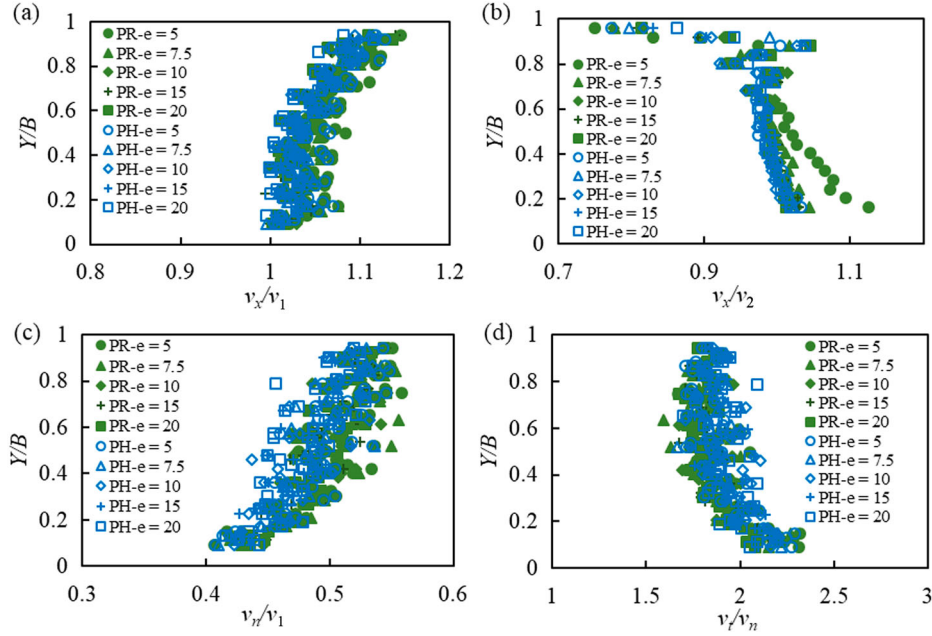 (a)
1
0.8
0.6
0.4
0.2
0
Y/B
PR-e = 5
PR-e = 7.5
PR-e = 10
PR-e = 15
PR-e = 20
PH-e = 5
PH-e = 7.5
PH-e = 10
PH-e = 15
PH-e = 20
0.8 0.9 1 1.1 1.2
vx/v1
(b)
1
0.8
0.6
0.4
0.2
0
Y/B
PR-e = 5
PR-e = 7.5
PR-e = 10
PR-e = 15
PR-e = 20
PH-e = 5
PH-e = 7.5
PH-e = 10
PH-e = 15
PH-e = 20
0.7 0.9 1.1
vx/v2
(c)
1
0.8
0.6
0.4
0.2
0
Y/B
PR-e = 5
PR-e = 7.5
PR-e = 10
PR-e = 15
PR-e = 20
PH-e = 5
PH-e = 7.5
PH-e = 10
PH-e = 15
PH-e = 20
0.3 0.4 0.5 0.6
vn/v1
(d)
1
0.8
0.6
0.4
0.2
0
Y/B
PR-e = 5
PR-e = 7.5
PR-e = 10
PR-e = 15
PR-e = 20
PH-e = 5
PH-e = 7.5
PH-e = 10
PH-e = 15
PH-e = 20
1 1.5 2 2.5 3
vt/vn